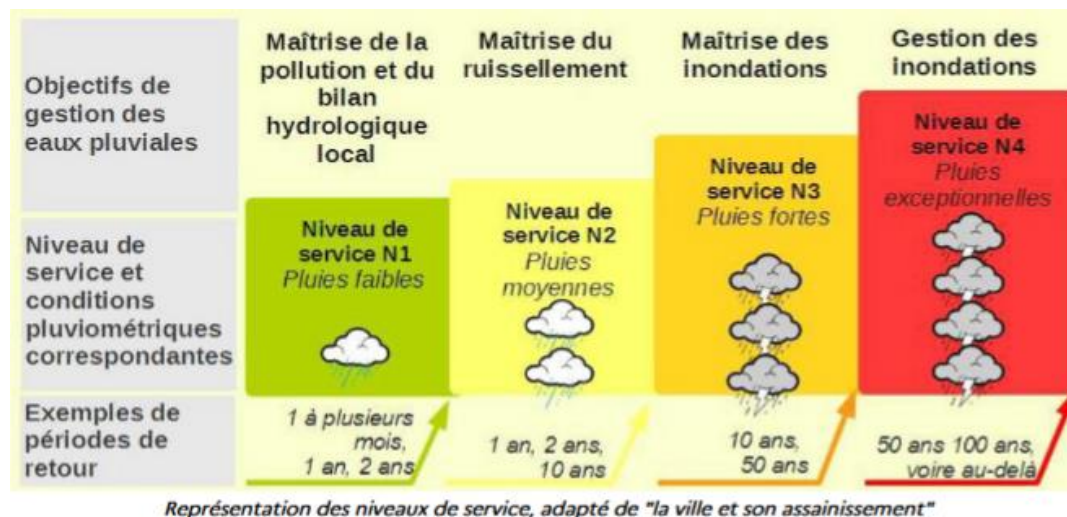 Objectifs de
gestion des
eaux pluviales
Maîtrise de la
pollution et du
bilan
hydrologique
local
Maîtrise du
ruissellement
Maîtrise des
inondations
Gestion des
inondations
Niveau de
service et
conditions
pluviométriques
correspondantes
Niveau de
service N1
Pluies faibles
Niveau de
service N2
Pluies
moyennes
Niveau de
service N3
Pluies fortes
Niveau de
service N4
Pluies
exceptionnelles
Exemples de
périodes de
retour
1 à plusieurs
mois,
1 an, 2 ans
1 an, 2 ans,
10 ans
10 ans,
50 ans
50 ans 100 ans,
voire au-delà
Représentation des niveaux de service, adapté de "la ville et son assainissement"